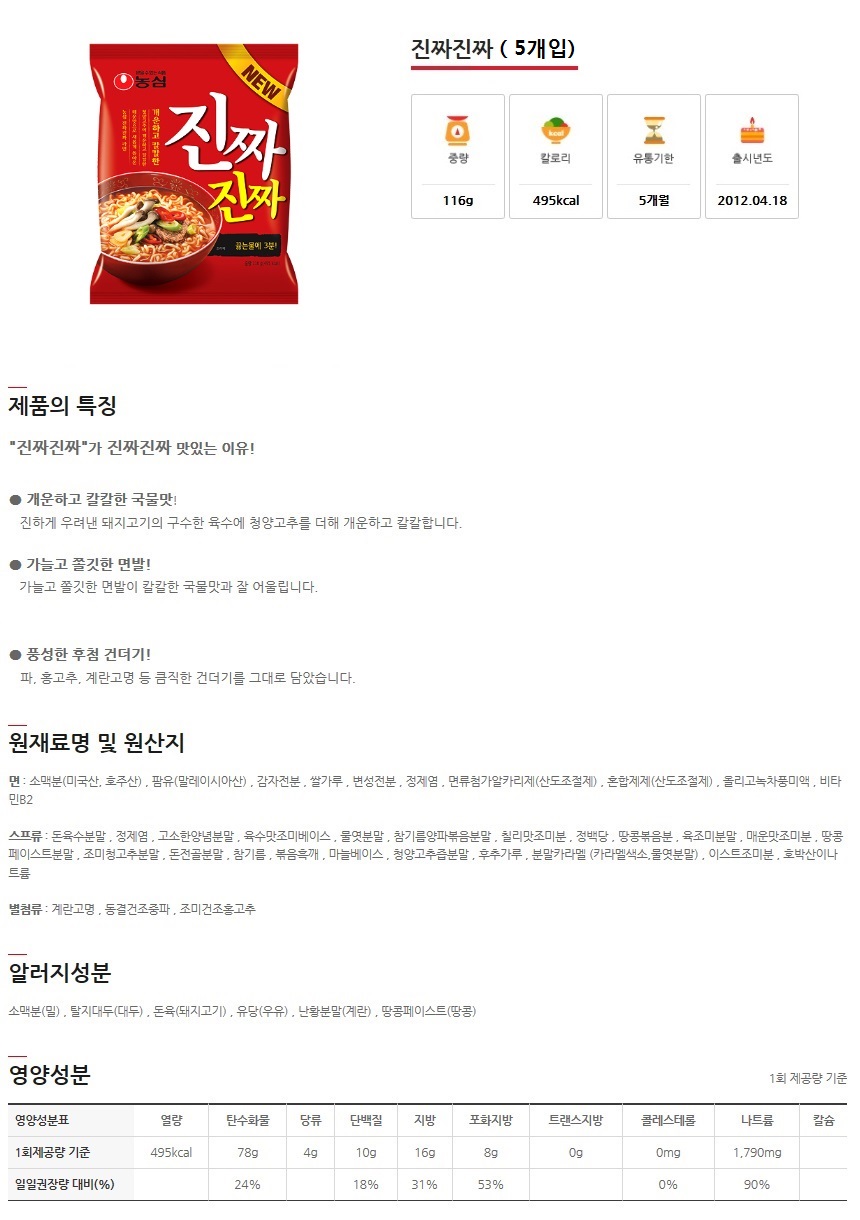 농심
NEW
개운하고 칼칼한
진짜
진짜
끓는물에 3분!
진짜진짜 ( 5개입)
중량
칼로리
유통기한
출시년도
116g
495kcal
5개월
2012.04.18
제품의 특징
"진짜진짜"가 진짜진짜 맛있는 이유!
● 개운하고 칼칼한 국물맛!
진하게 우려낸 돼지고기의 구수한 육수에 청양고추를 더해 개운하고 칼칼합니다.
● 가늘고 쫄깃한 면발!
가늘고 쫄깃한 면발이 칼칼한 국물맛과 잘 어울립니다.
● 풍성한 후첨 건더기!
파, 홍고추, 계란고명 등 큼직한 건더기를 그대로 담았습니다.
원재료명 및 원산지
면 : 소맥분(미국산, 호주산) , 팜유(말레이시아산) , 감자전분 , 쌀가루 , 변성전분 , 정제염 , 면류첨가알카리제(산도조절제) , 혼합제제(산도조절제) , 올리고녹차풍미액 , 비타
민B2
스프류 : 돈육수분말 , 정제염 , 고소한양념분말 , 육수맛조미베이스 , 물엿분말 , 참기름양파볶음분말 , 칠리맛조미분 , 정백당 , 땅콩볶음분 , 육조미분말 , 매운맛조미분 , 땅콩
페이스트분말 , 조미청고추분말 , 돈전골분말 , 참기름 , 볶음흑깨 , 마늘베이스 , 청양고추즙분말 , 후추가루 , 분말카라멜 (카라멜색소,물엿분말) , 이스트조미분 , 호박산이나
트륨
별첨류 : 계란고명 , 동결건조중파 , 조미건조홍고추
알러지성분
소맥분(밀) , 탈지대두(대두) , 돈육(돼지고기) , 유당(우유) , 난황분말(계란) , 땅콩페이스트(땅콩)
영양성분
1회 제공량 기준
영양성분표 열량 탄수화물 당류 단백질 지방 포화지방 트랜스지방 콜레스테롤 나트륨 칼슘
1회제공량 기준 495kcal 78g 4g 10g 16g 8g 0g 0mg 1,790mg
일일권장량 대비(%) 24% 18% 31% 53% 0% 90%